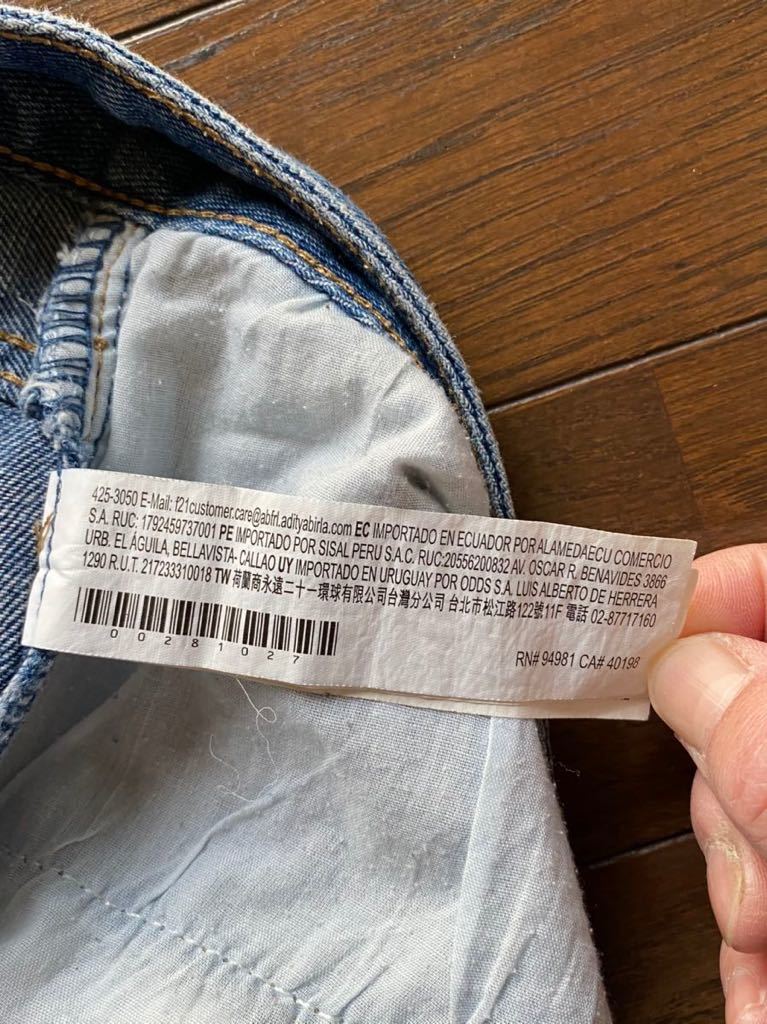 425-3050 E-Mail: f21customer.care@abfrl.adityabirla.com EC IMPORTADO EN ECUADOR POR ALAMEDAECU COMERCIO
S.A. RUC: 1792459737001 PE IMPORTADO POR SISAL PERU S.A.C. RUC:20556200832 AV. OSCAR R. BENAVIDES 3866
URB. EL ÁGUILA, BELLAVISTA- CALLAO UY IMPORTADO EN URUGUAY POR ODDS S.A. LUIS ALBERTO DE HERRERA
1290 R.U.T. 217233310018 TW 荷蘭商永遠二十一環球有限公司台灣分公司 台北市松江路122號11F 電話 02-87717160
00281027
RN# 94981 CA# 40198